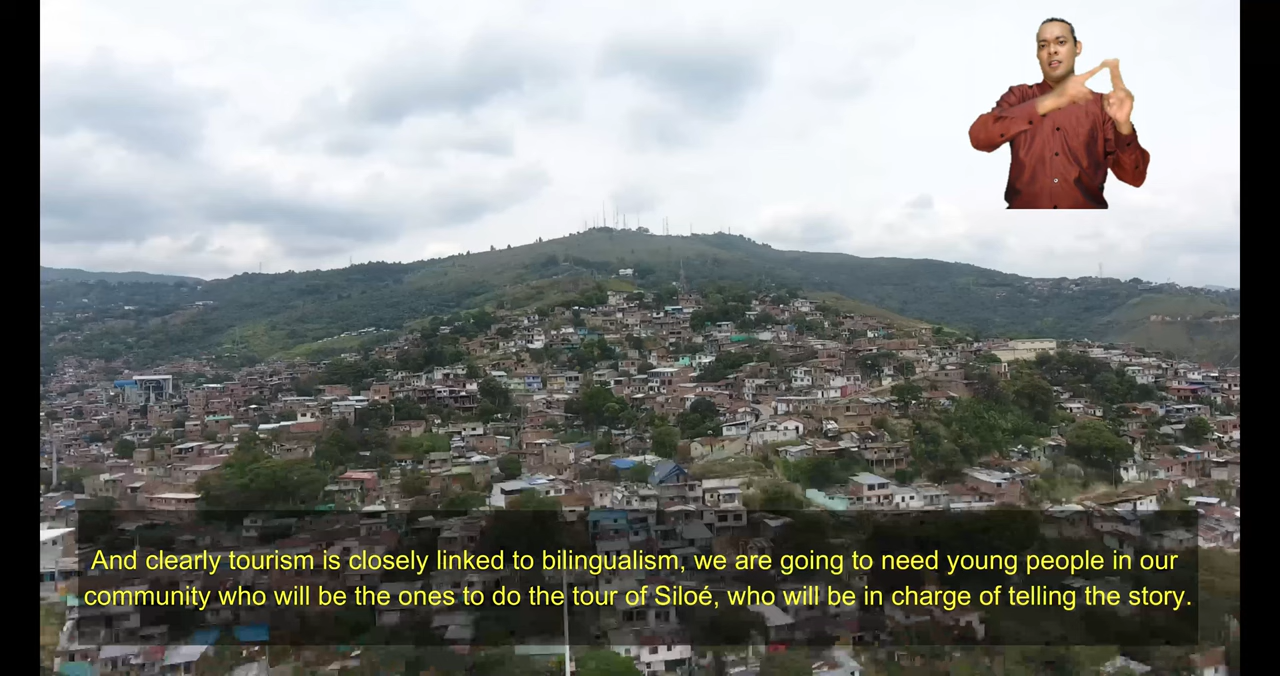 And clearly tourism is closely linked to bilingualism, we are going to need young people in our
community who will be the ones to do the tour of Siloé, who will be in charge of telling the story.